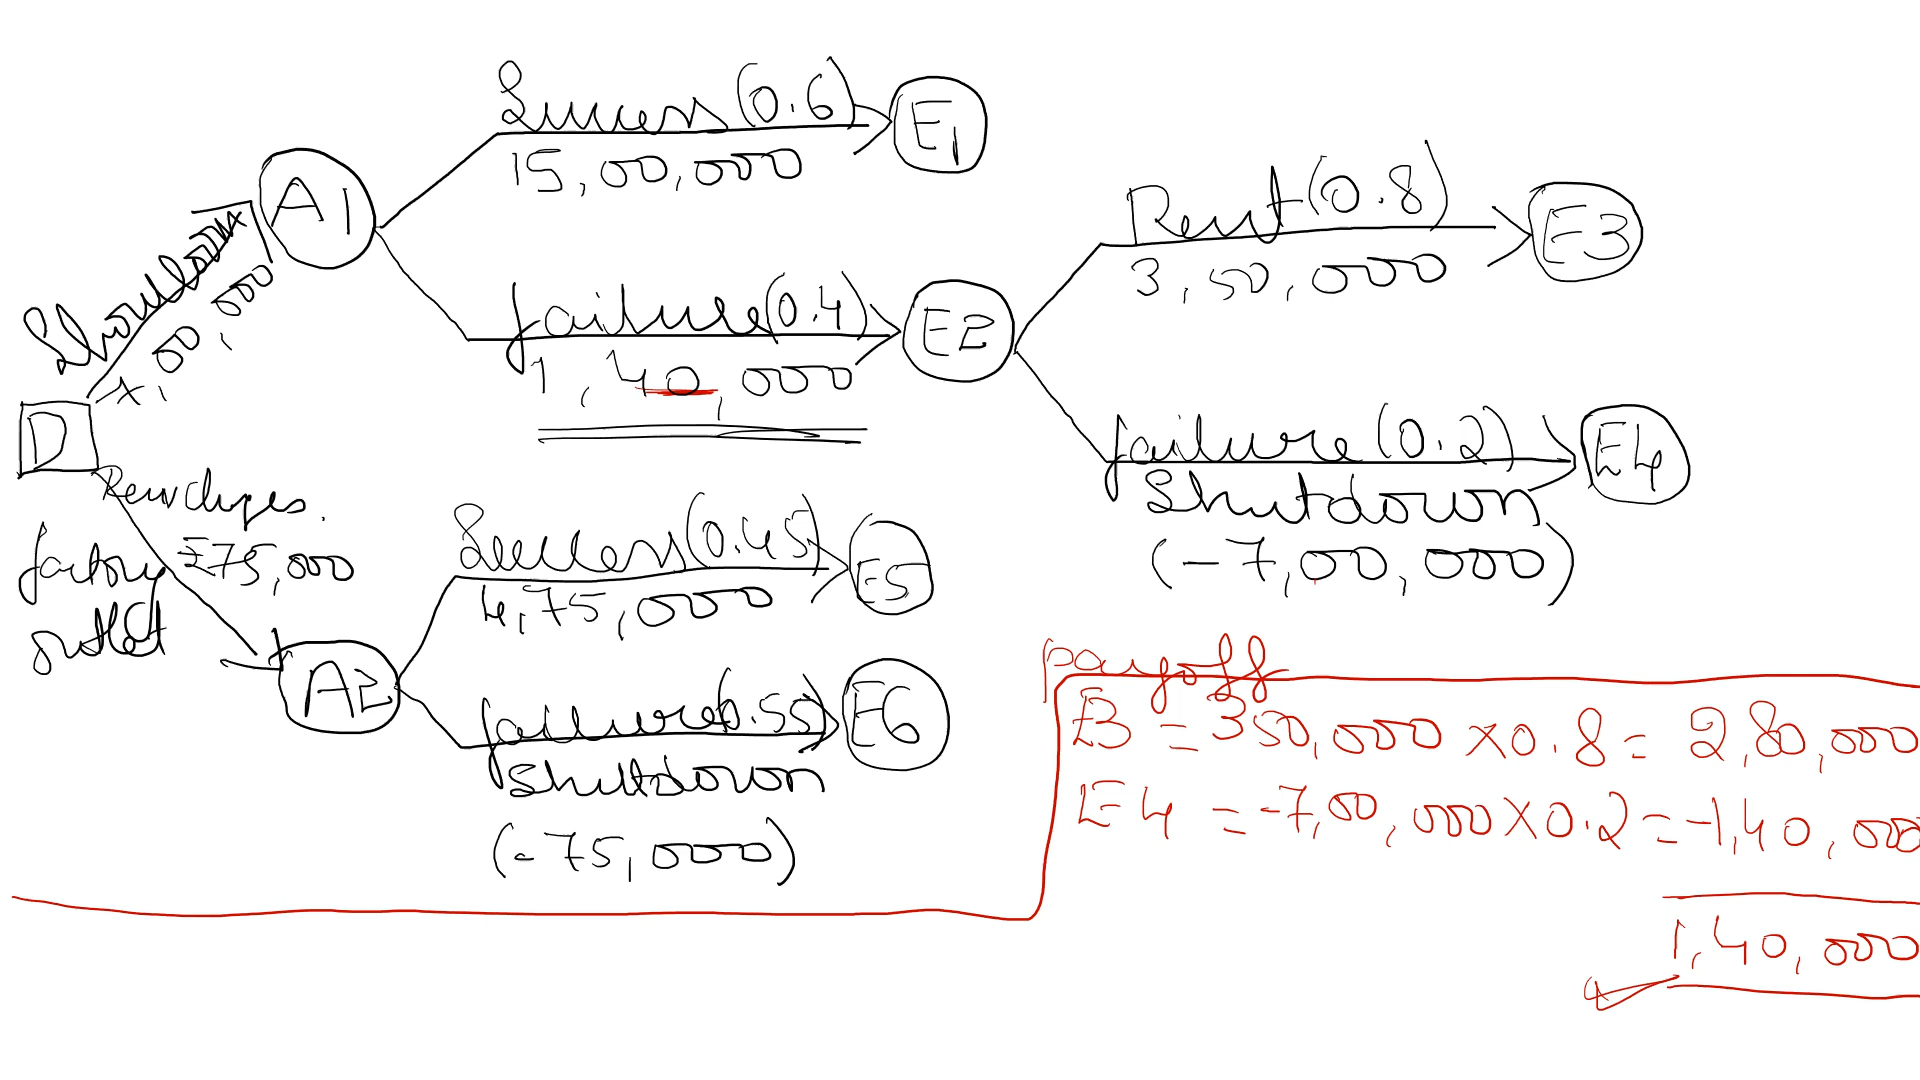 Success (0.6)
15,00,000
E1
A1
Showroom
7,00,000
failure (0.4)
1,40,000
E2
Rent (0.8)
3,50,000
E3
failure (0.2)
Shutdown
(-7,00,000)
E4
D
₹75,000
factory
outlet
A2
Success (0.45)
4,75,000
E5
failure (0.55)
Shutdown
(-75,000)
E6
payoff
E3 = 350,000 x 0.8 = 2,80,000
E4 = -7,00,000 x 0.2 = -1,40,000
1,40,000